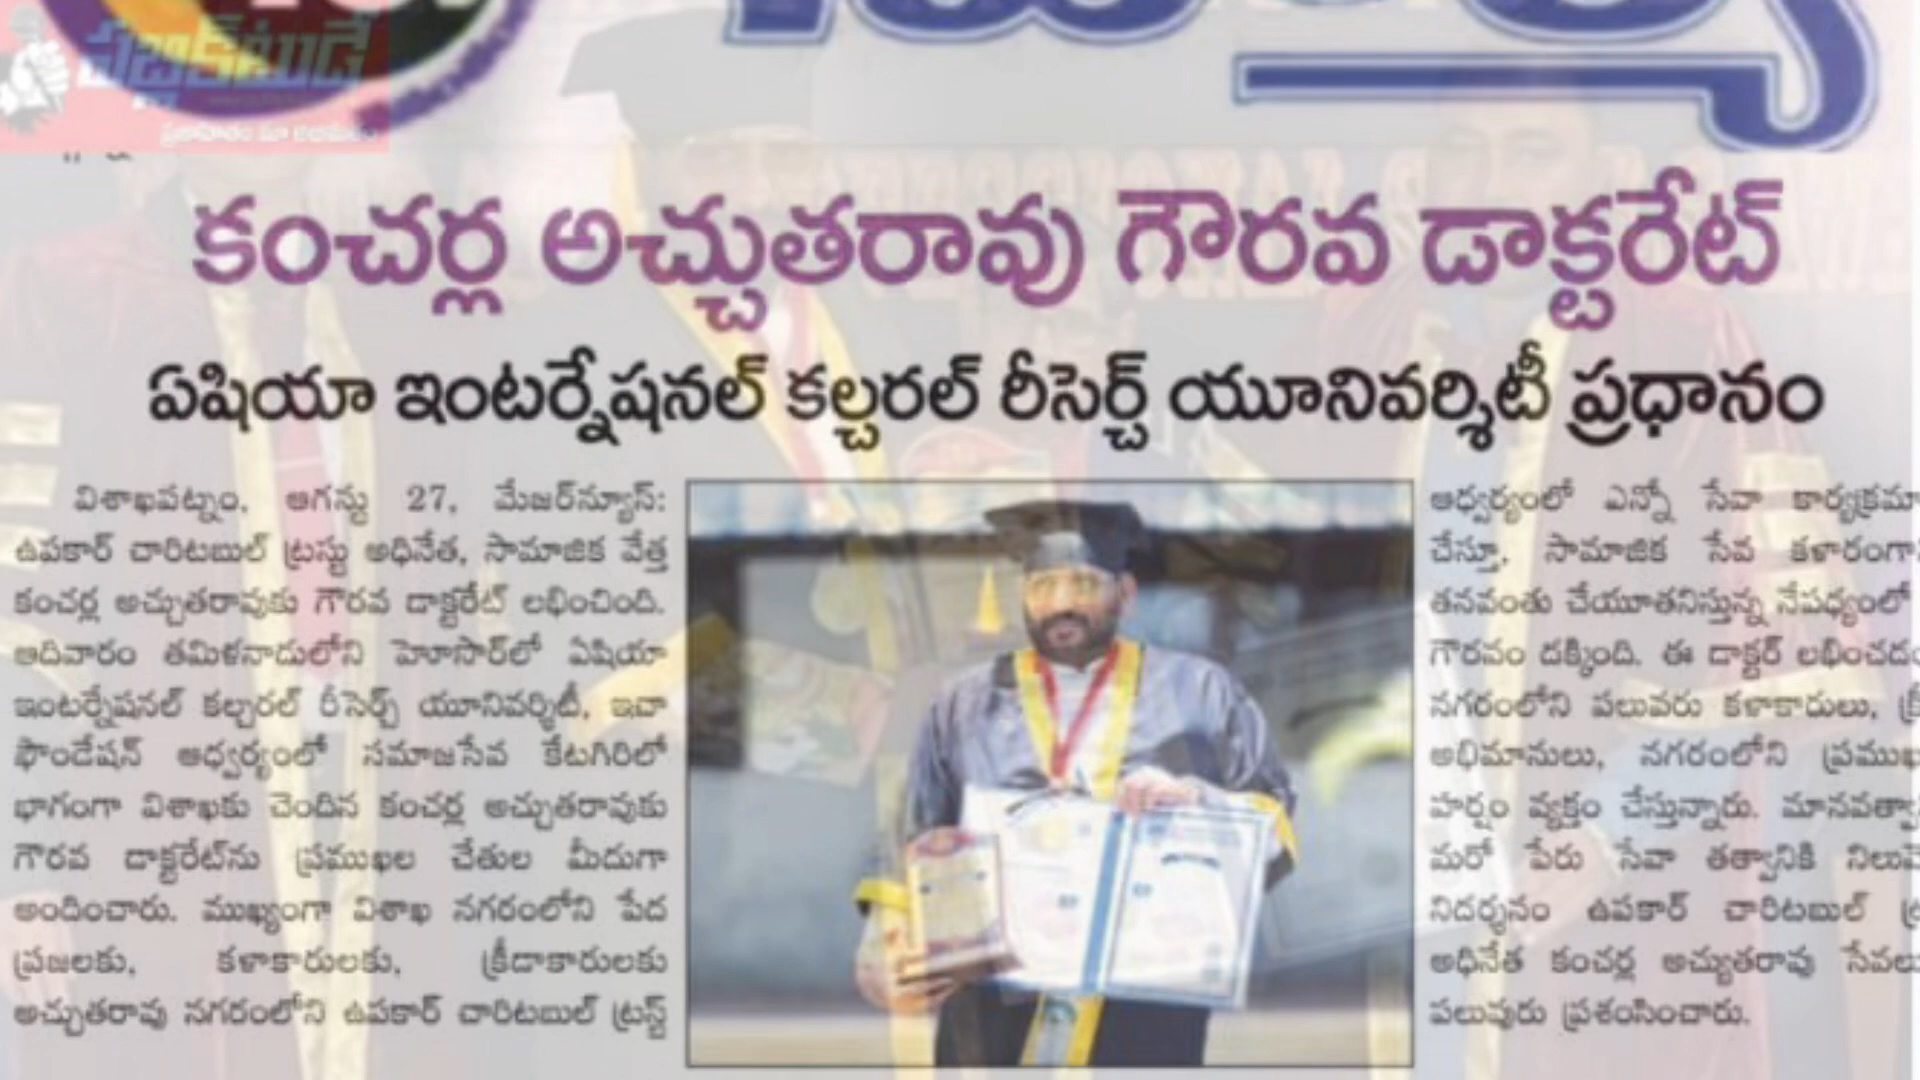 పబ్లిక్‌టుడే
కంచర్ల అచ్చుతరావు గౌరవ డాక్టరేట్
ఏషియా ఇంటర్నేషనల్ కల్చరల్ రీసెర్చ్ యూనివర్శిటీ ప్రధానం
విశాఖపట్నం, ఆగస్టు 27, మేజర్‌న్యూస్:
ఉపకార్ చారిటబుల్ ట్రస్టు అధినేత, సామాజిక వేత్త
కంచర్ల అచ్చుతరావుకు గౌరవ డాక్టరేట్ లభించింది.
ఆదివారం తమిళనాడులోని హెూసూర్‌లో ఏషియా
ఇంటర్నేషనల్ కల్చరల్ రీసెర్చ్ యూనివర్శిటీ, ఇవా
ఫౌండేషన్ ఆధ్వర్యంలో సమాజసేవ కేటగిరిలో
భాగంగా విశాఖకు చెందిన కంచర్ల అచ్చుతరావుకు
గౌరవ డాక్టరేట్‌ను ప్రముఖల చేతుల మీదుగా
అందించారు. ముఖ్యంగా విశాఖ నగరంలోని పేద
ప్రజలకు, కళాకారులకు, క్రీడాకారులకు
అచ్చుతరావు నగరంలోని ఉపకార్ చారిటబుల్ ట్రస్ట్
ఆధ్వర్యంలో ఎన్నో సేవా కార్యక్రమా
చేస్తూ, సామాజిక సేవ కళారంగా
తనవంతు చేయూతనిస్తున్న నేపధ్యంలో
గౌరవం దక్కింది. ఈ డాక్టర్ లభించడం
నగరంలోని పలువరు కళాకారులు, క్రీ
అభిమానులు, నగరంలోని ప్రముఖ
హర్షం వ్యక్తం చేస్తున్నారు. మానవత్వా
మరో పేరు సేవా తత్వానికి నిలువె
నిదర్శనం ఉపకార్ చారిటబుల్ ట్ర
అధినేత కంచర్ల అచ్యుతరావు సేవలు
పలువురు ప్రశంసించారు.